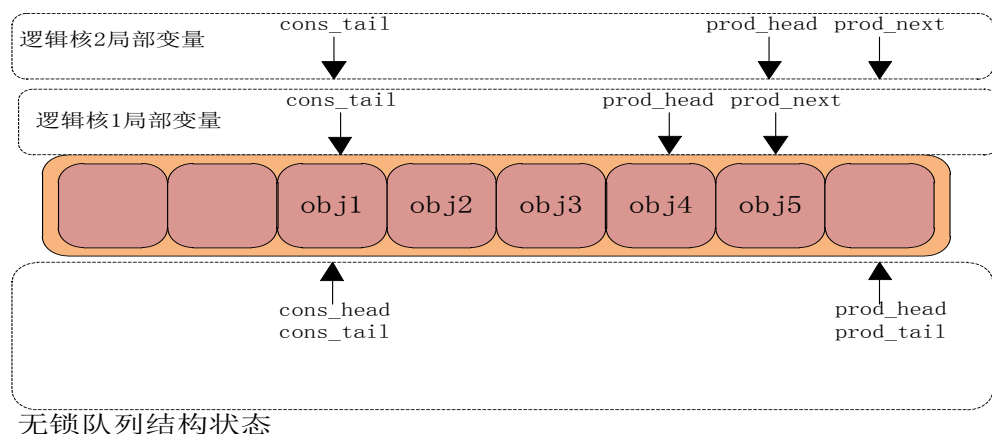 cons_tail prod_head prod_next
逻辑核2局部变量
cons_tail prod_head prod_next
逻辑核1局部变量
obj1 obj2 obj3 obj4 obj5
cons_head prod_head
cons_tail prod_tail
无锁队列结构状态